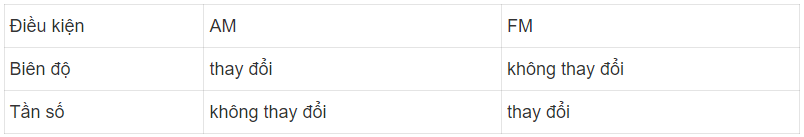 Điều kiện AM FM
Biên độ thay đổi không thay đổi
Tần số không thay đổi thay đổi